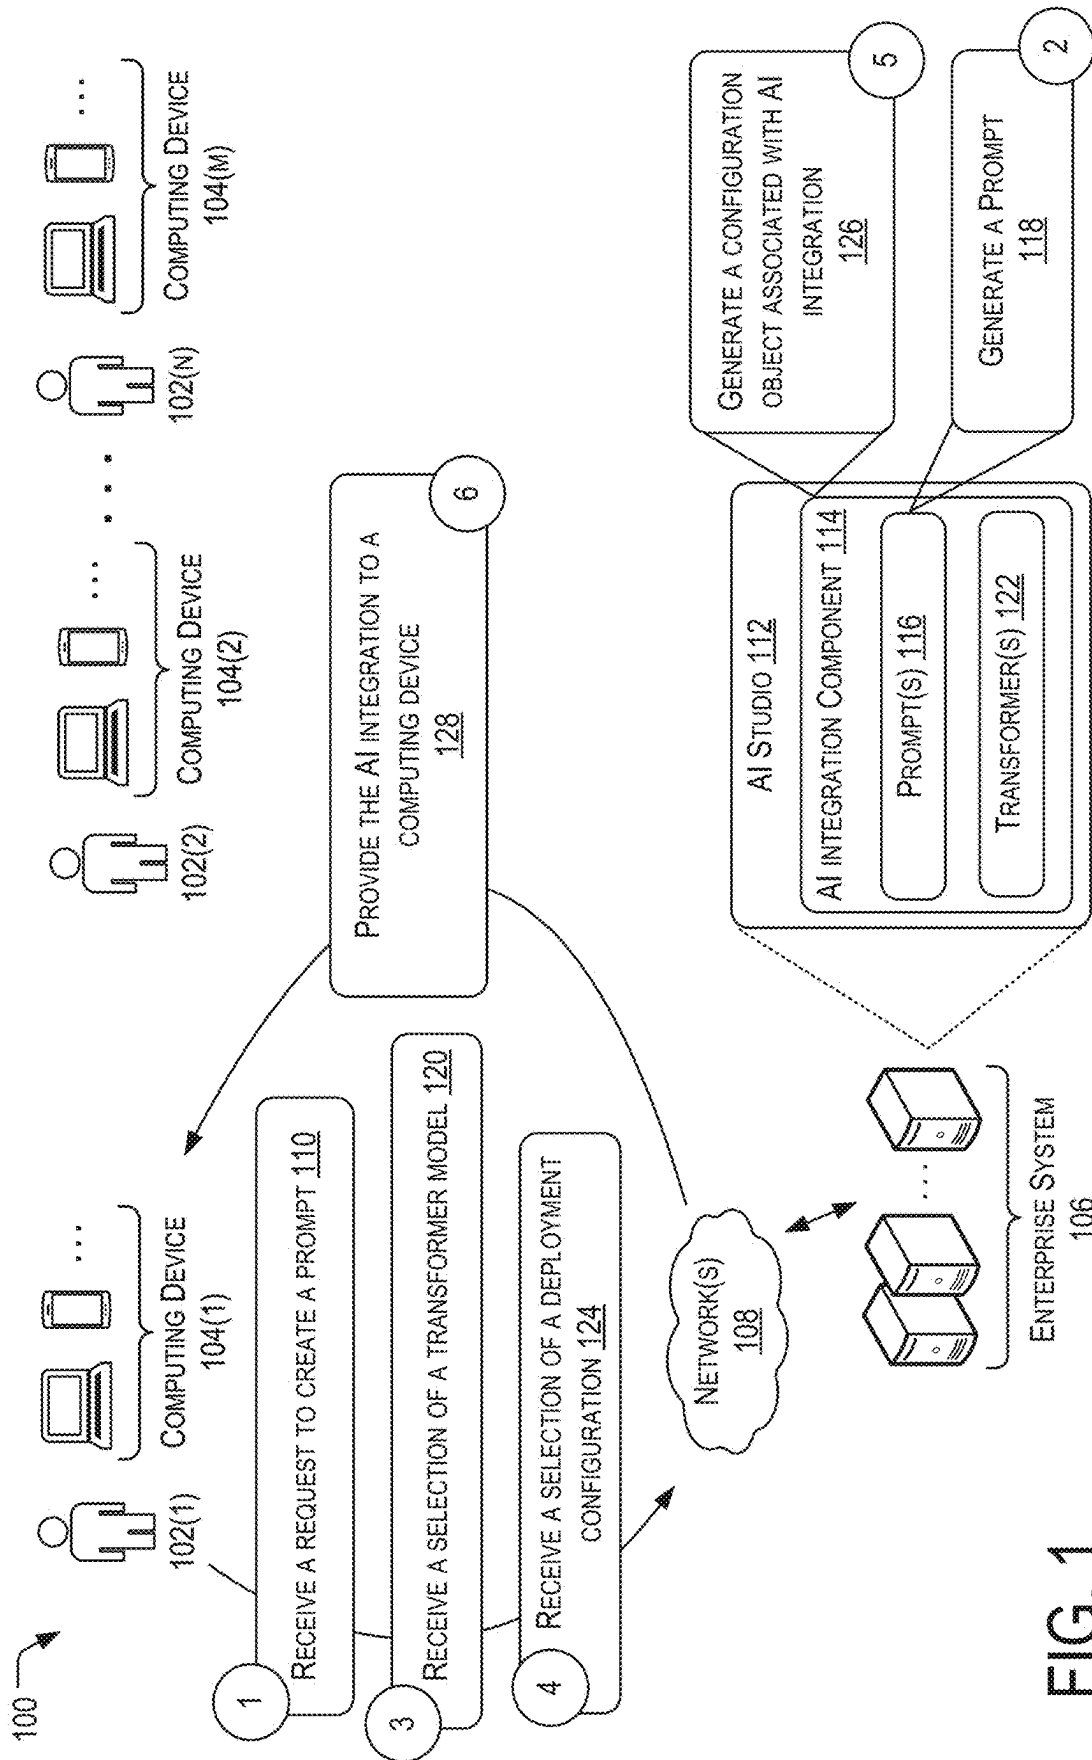 100
102(1)
COMPUTING DEVICE
104(1)
...
102(2)
COMPUTING DEVICE
104(2)
...
102(N)
COMPUTING DEVICE
104(M)
...
1
RECEIVE A REQUEST TO CREATE A PROMPT 110
3
RECEIVE A SELECTION OF A TRANSFORMER MODEL 120
4
RECEIVE A SELECTION OF A DEPLOYMENT
CONFIGURATION 124
PROVIDE THE AI INTEGRATION TO A
COMPUTING DEVICE
128
6
NETWORK(S)
108
ENTERPRISE SYSTEM
106
AI STUDIO 112
AI INTEGRATION COMPONENT 114
PROMPT(S) 116
TRANSFORMER(S) 122
GENERATE A CONFIGURATION
OBJECT ASSOCIATED WITH AI
INTEGRATION
126
5
GENERATE A PROMPT
118
2
FIG. 1